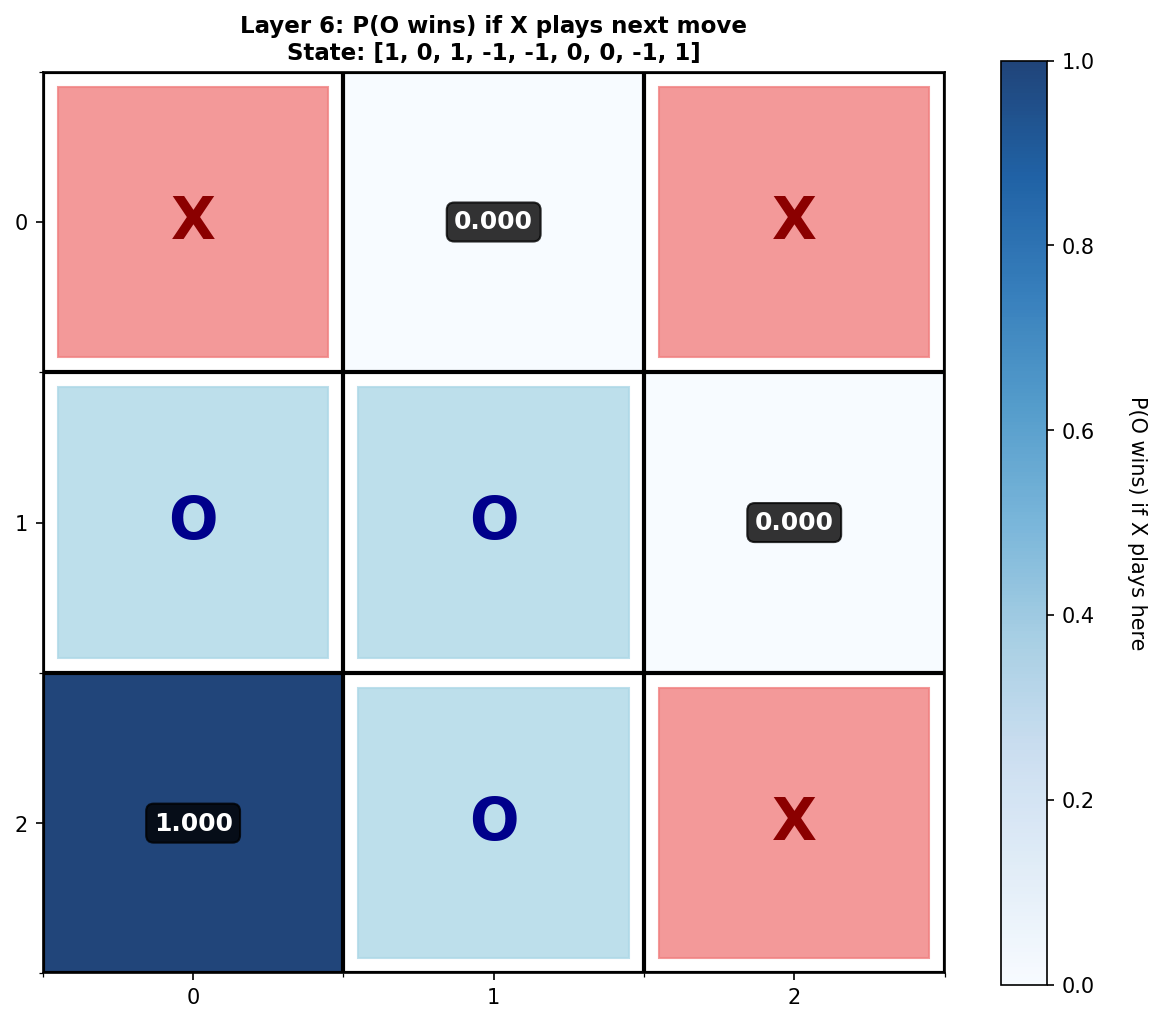 Layer 6: P(O wins) if X plays next move
State: [1, 0, 1, -1, -1, 0, 0, -1, 1]
0
X
0.000
X
1
O
O
0.000
2
1.000
O
X
0
1
2
1.0
0.8
0.6
0.4
0.2
0.0
P(O wins) if X plays here